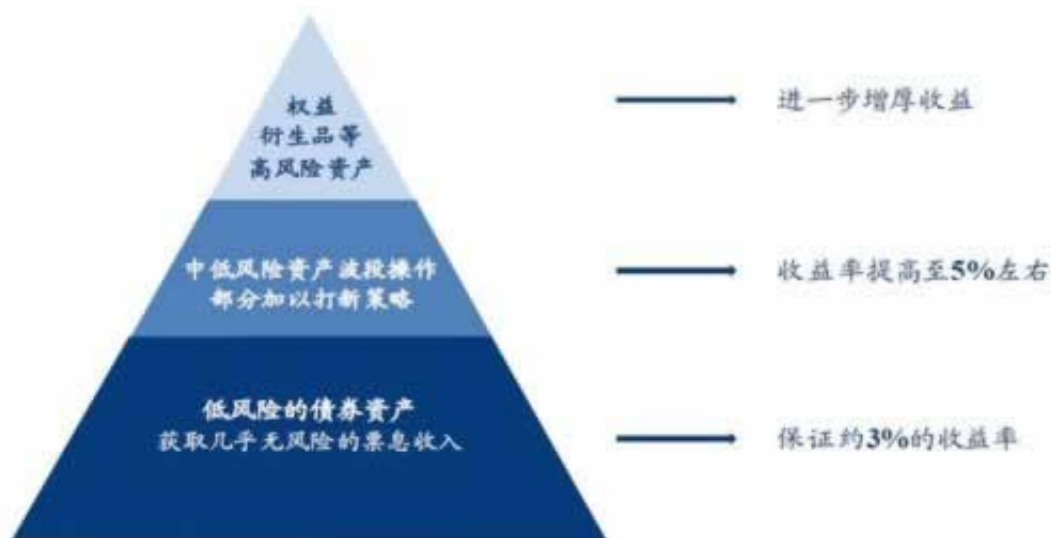 权益
衍生品等
高风险资产
进一步增厚收益
中低风险资产波段操作
部分加以打新策略
收益率提高至5%左右
低风险的债券资产
获取几乎无风险的票息收入
保证约3%的收益率